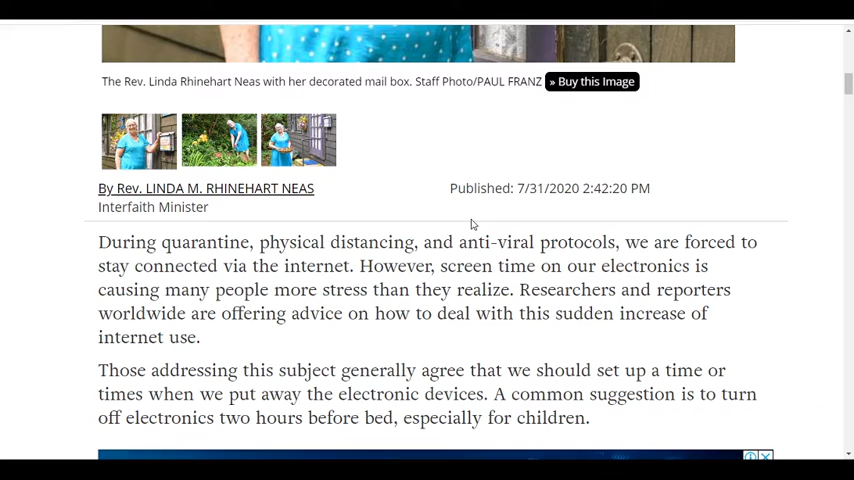 The Rev. Linda Rhinehart Neas with her decorated mail box. Staff Photo/PAUL FRANZ » Buy this Image
By Rev. LINDA M. RHINEHART NEAS Published: 7/31/2020 2:42:20 PM
Interfaith Minister
During quarantine, physical distancing, and anti-viral protocols, we are forced to
stay connected via the internet. However, screen time on our electronics is
causing many people more stress than they realize. Researchers and reporters
worldwide are offering advice on how to deal with this sudden increase of
internet use.
Those addressing this subject generally agree that we should set up a time or
times when we put away the electronic devices. A common suggestion is to turn
off electronics two hours before bed, especially for children.